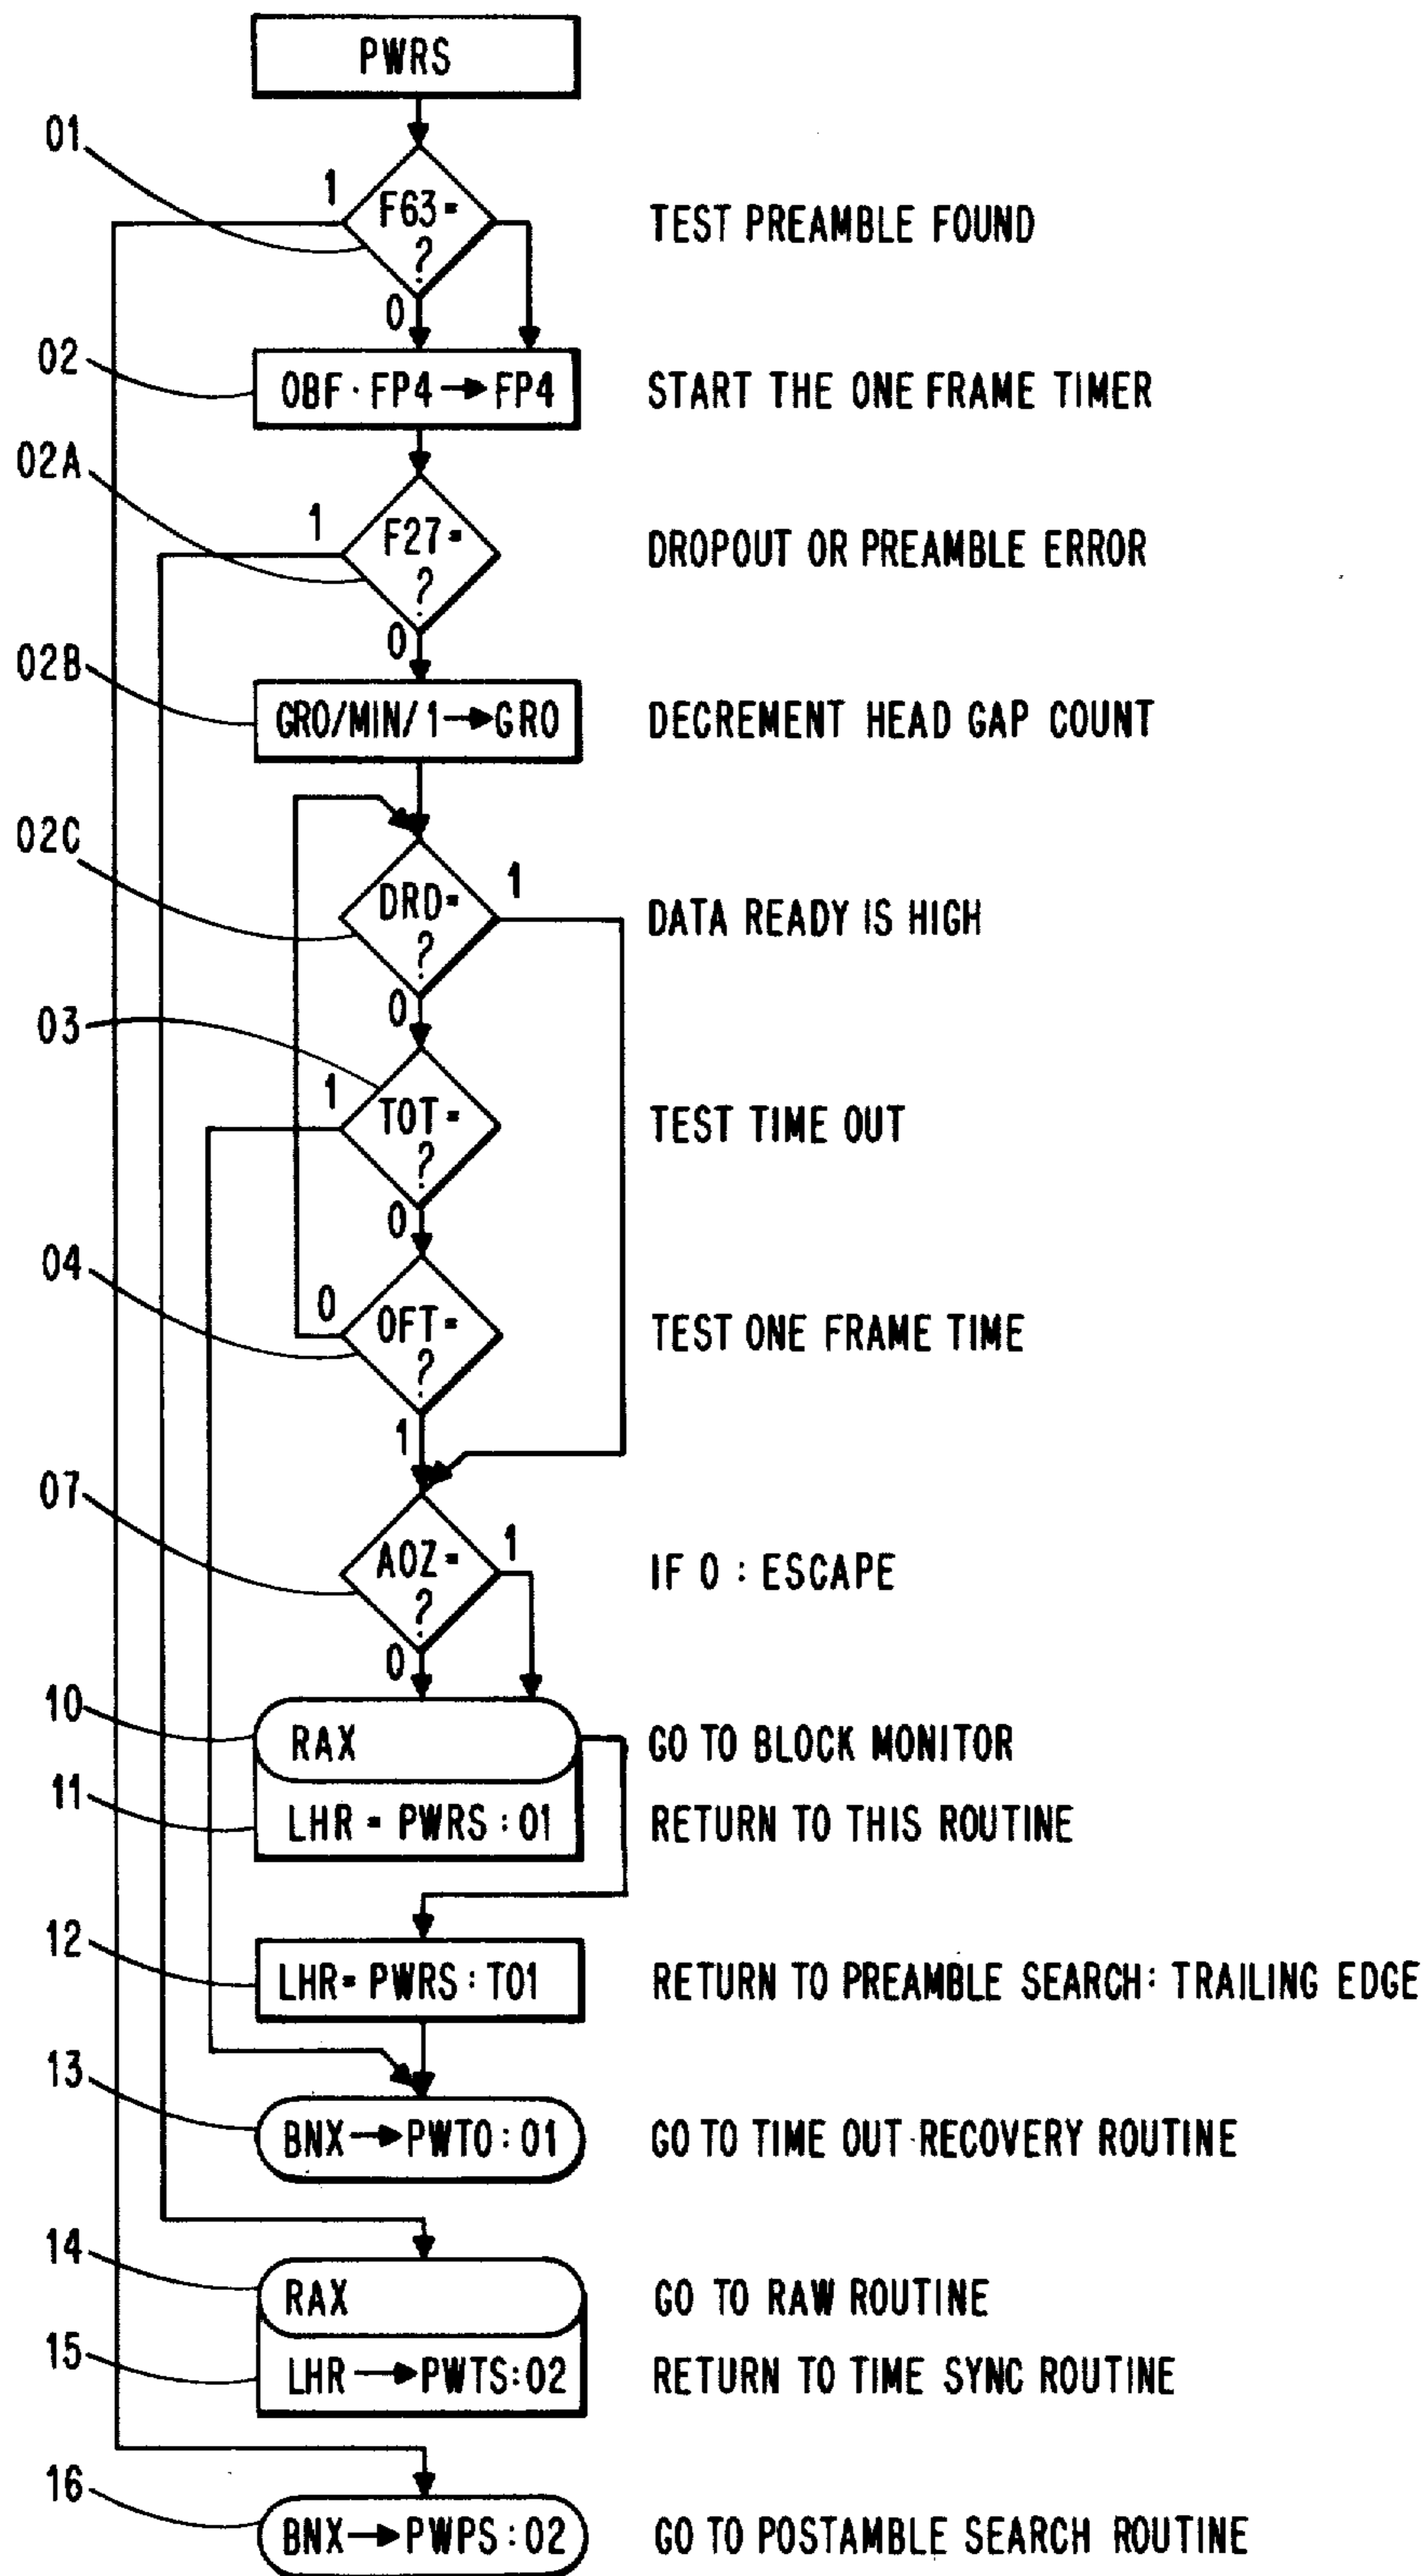 PWRS
01
1
F63=
?
TEST PREAMBLE FOUND
0
02
OBF · FP4 → FP4
START THE ONE FRAME TIMER
02A
1
F27=
?
DROPOUT OR PREAMBLE ERROR
0
02B
GRO/MIN/1 → GRO
DECREMENT HEAD GAP COUNT
02C
DRD=
?
1
DATA READY IS HIGH
0
03
1
TOT=
?
TEST TIME OUT
0
04
0
OFT=
?
TEST ONE FRAME TIME
1
07
AOZ=
?
1
IF 0 : ESCAPE
0
10
RAX
GO TO BLOCK MONITOR
11
LHR = PWRS : 01
RETURN TO THIS ROUTINE
12
LHR = PWRS : T01
RETURN TO PREAMBLE SEARCH: TRAILING EDGE
13
BNX → PWTO : 01
GO TO TIME OUT RECOVERY ROUTINE
14
RAX
GO TO RAW ROUTINE
15
LHR → PWTS:02
RETURN TO TIME SYNC ROUTINE
16
BNX → PWPS : 02
GO TO POSTAMBLE SEARCH ROUTINE